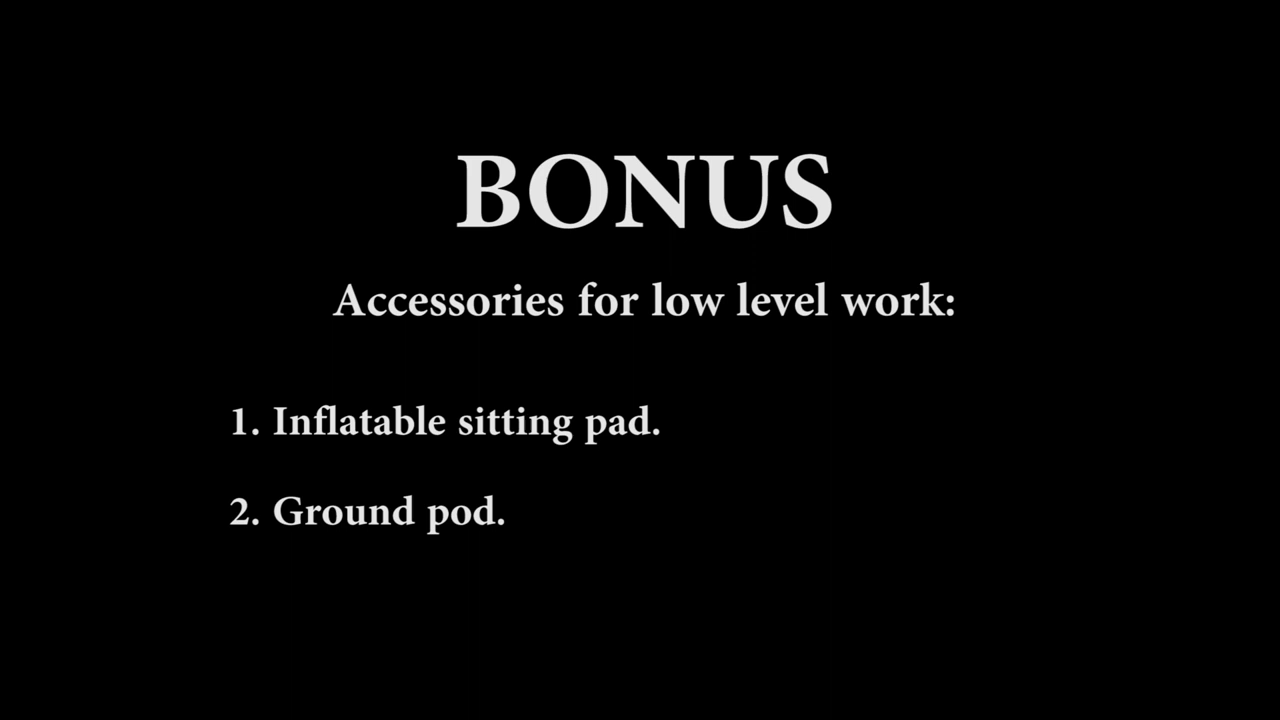 BONUS
Accessories for low level work:
1. Inflatable sitting pad.
2. Ground pod.